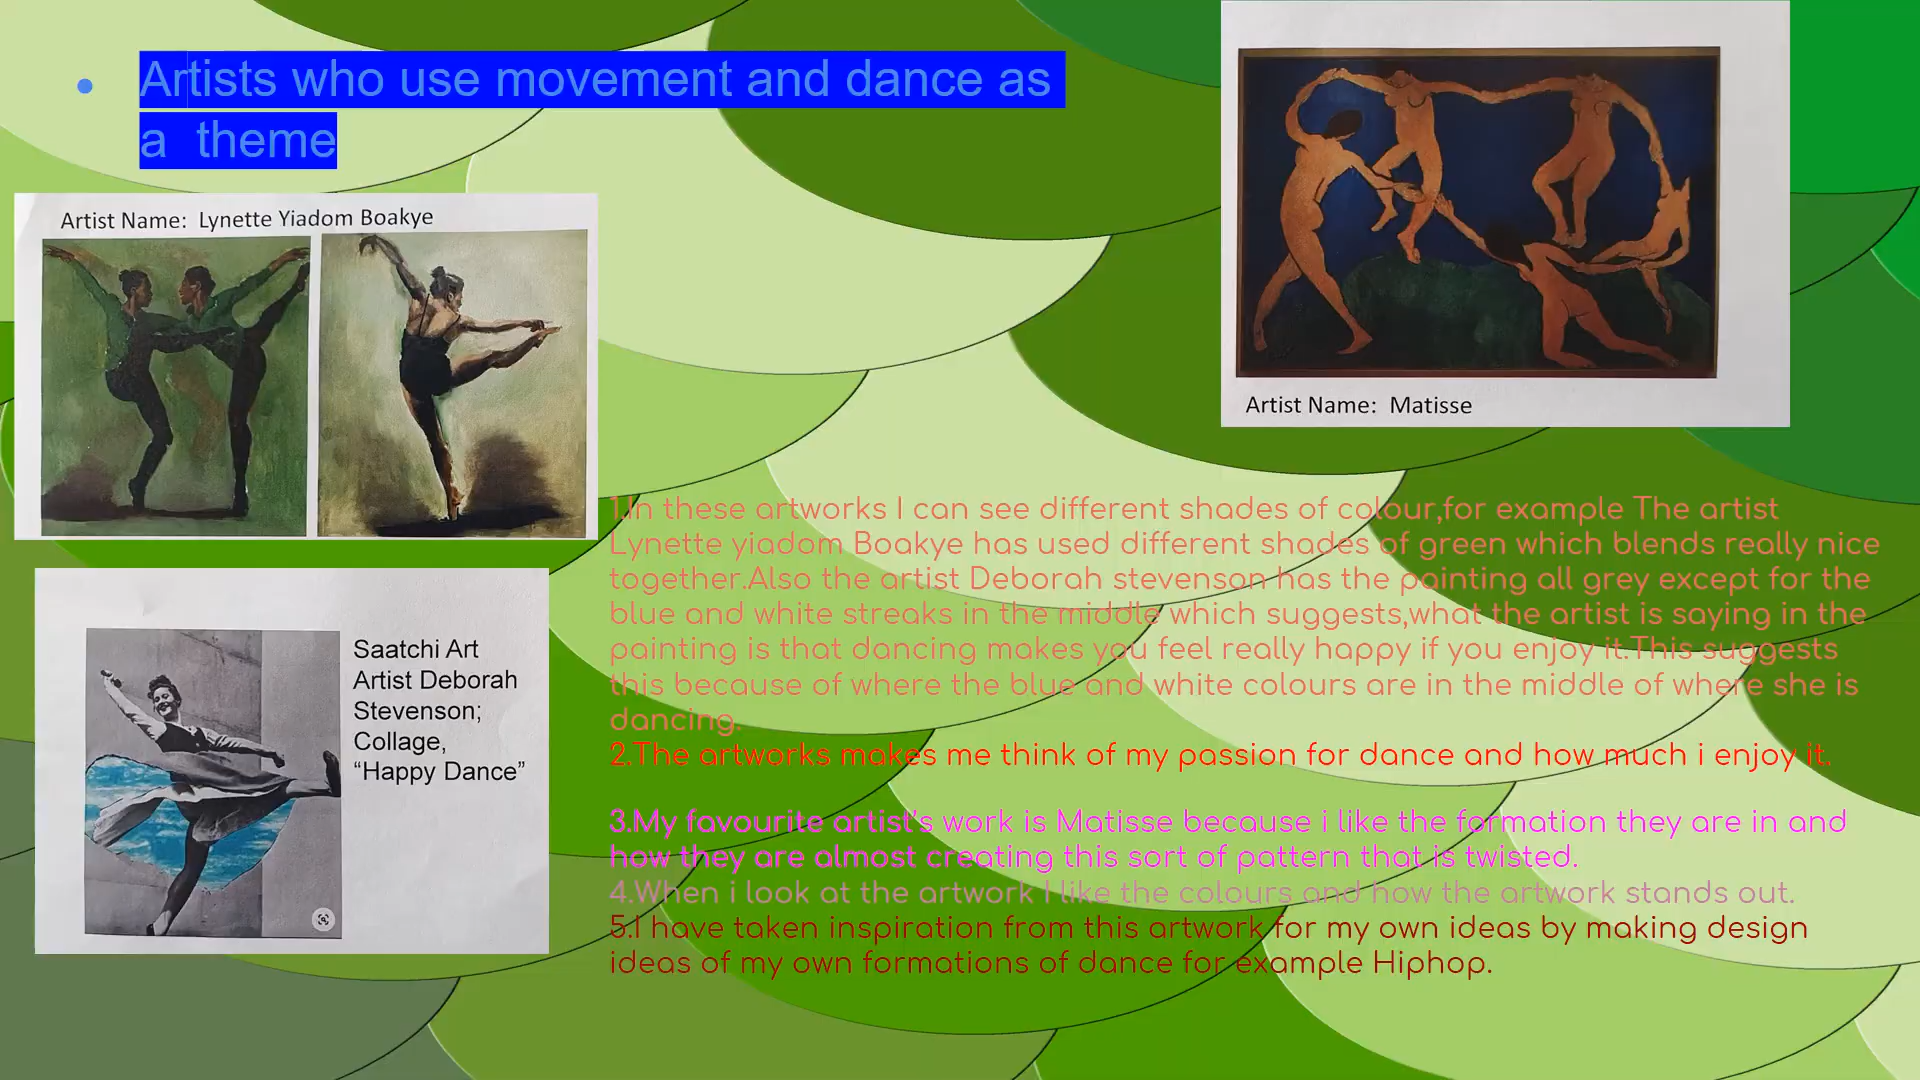 Artists who use movement and dance as
a theme
Artist Name: Lynette Yiadom Boakye
Artist Name: Matisse
Saatchi Art
Artist Deborah
Stevenson;
Collage,
“Happy Dance”
1.In these artworks I can see different shades of colour,for example The artist
Lynette yiadom Boakye has used different shades of green which blends really nice
together.Also the artist Deborah stevenson has the painting all grey except for the
blue and white streaks in the middle which suggests,what the artist is saying in the
painting is that dancing makes you feel really happy if you enjoy it.This suggests
this because of where the blue and white colours are in the middle of where she is
dancing.
2.The artworks makes me think of my passion for dance and how much i enjoy it.
3.My favourite artist's work is Matisse because i like the formation they are in and
how they are almost creating this sort of pattern that is twisted.
4.When i look at the artwork I like the colours and how the artwork stands out.
5.I have taken inspiration from this artwork for my own ideas by making design
ideas of my own formations of dance for example Hiphop.